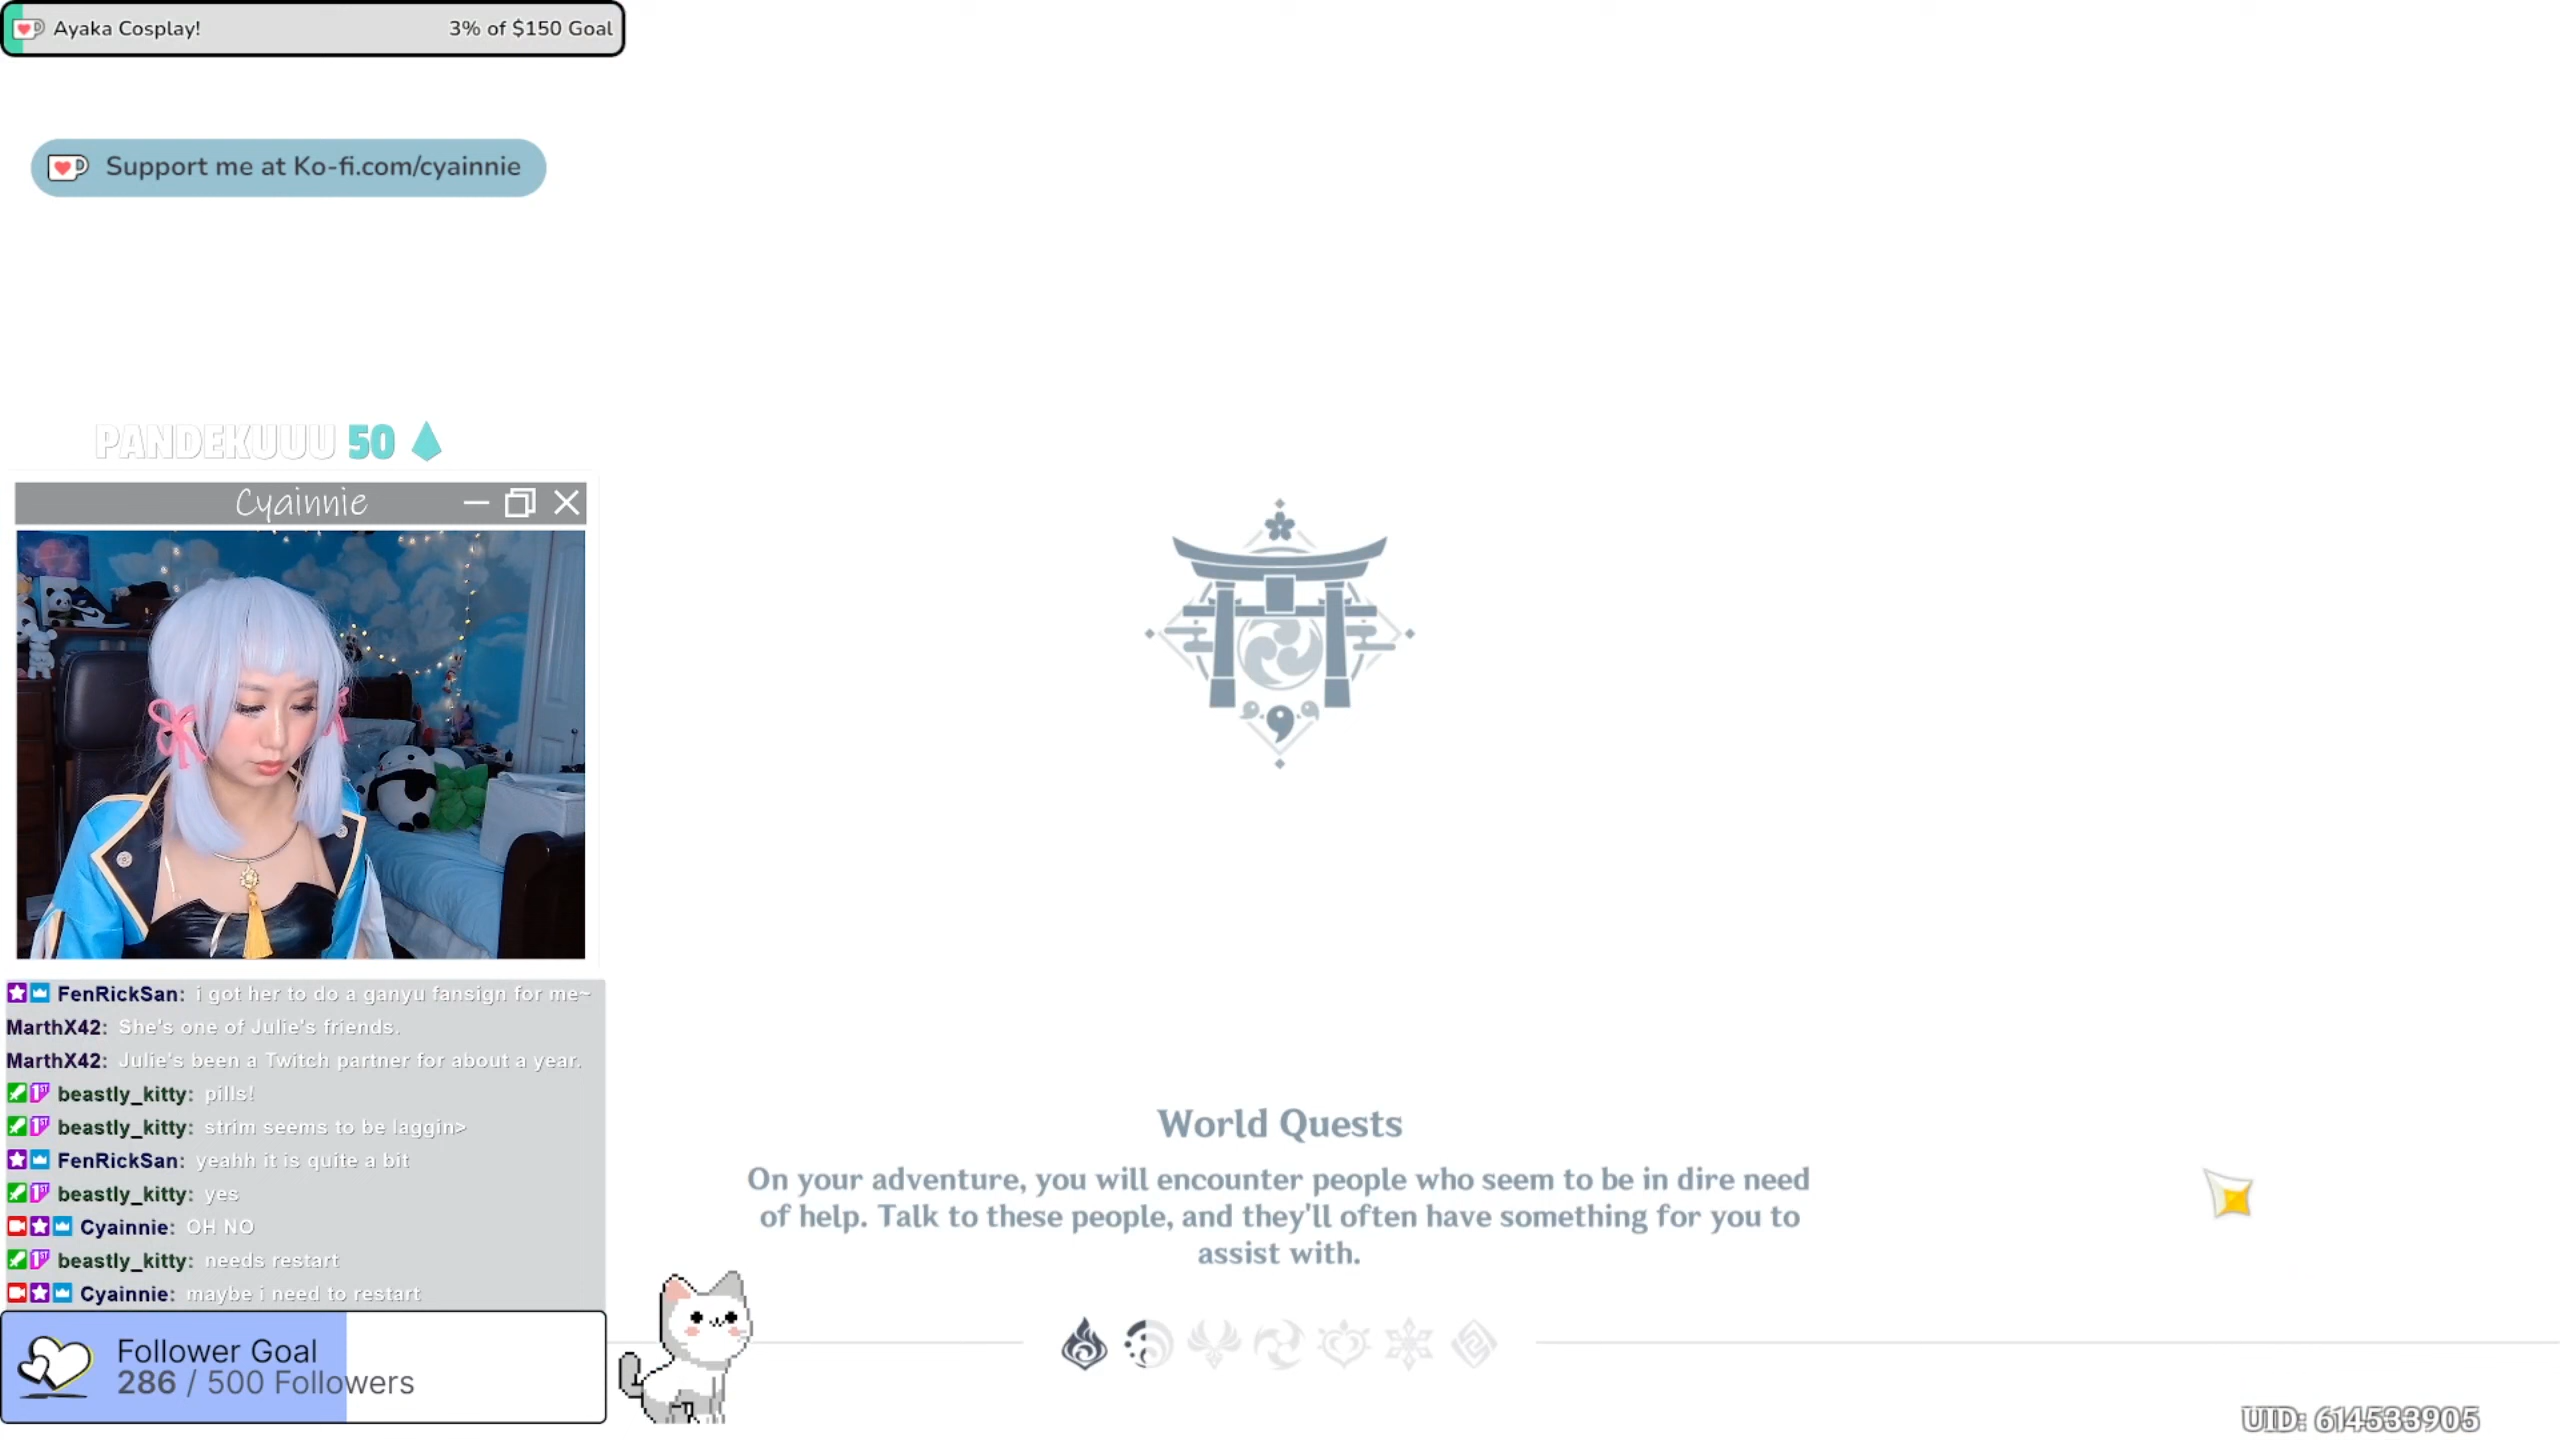 Ayaka Cosplay!
3% of $150 Goal
Support me at Ko-fi.com/cyainnie
PANDEKUUU 50
Cyainnie
FenRickSan: i got her to do a ganyu fansign for me~
MarthX42: She's one of Julie's friends.
MarthX42: Julie's been a Twitch partner for about a year.
beastly_kitty: pills!
beastly_kitty: strim seems to be laggin>
FenRickSan: yeahh it is quite a bit
beastly_kitty: yes
Cyainnie: OH NO
beastly_kitty: needs restart
Cyainnie: maybe i need to restart
Follower Goal
286 / 500 Followers
World Quests
On your adventure, you will encounter people who seem to be in dire need
of help. Talk to these people, and they'll often have something for you to
assist with.
UID: 614533905